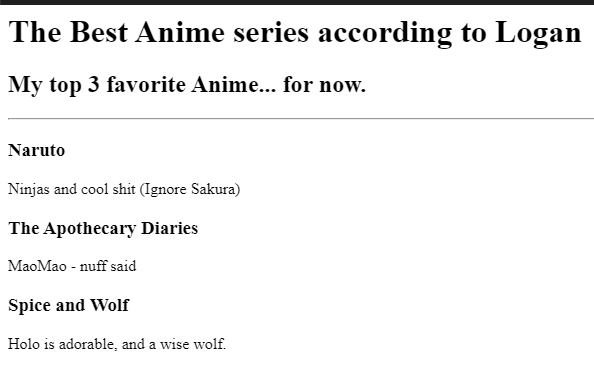 The Best Anime series according to Logan
My top 3 favorite Anime... for now.
Naruto
Ninjas and cool shit (Ignore Sakura)
The Apothecary Diaries
MaoMao - nuff said
Spice and Wolf
Holo is adorable, and a wise wolf.